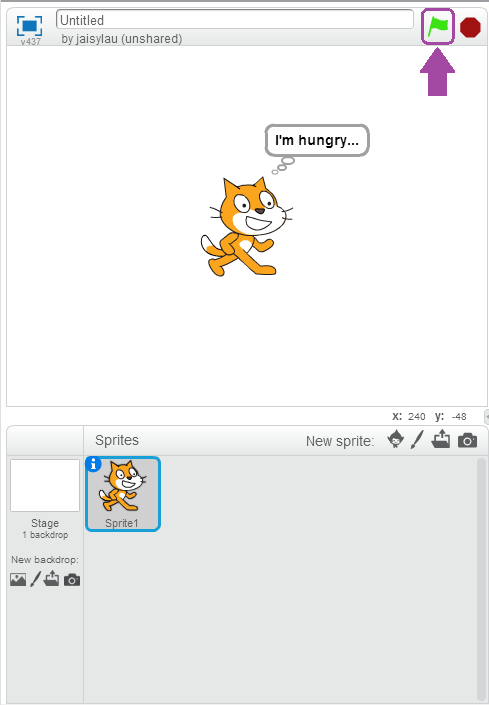 Untitled
v437
by jaisylau (unshared)
I'm hungry...
x: 240 y: -48
Sprites
New sprite:
Sprite1
Stage
1 backdrop
New backdrop: